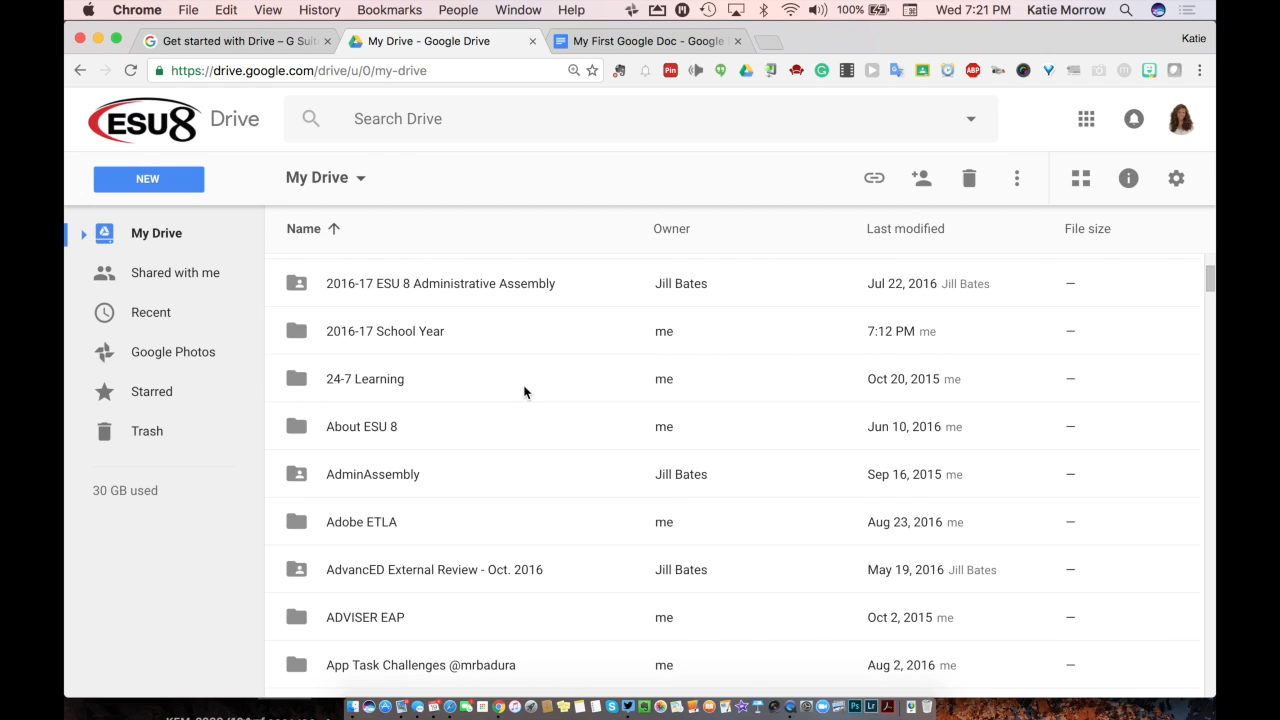 Chrome File Edit View History Bookmarks People Window Help 100% Wed 7:21 PM Katie Morrow
Get started with Drive – G Suit My Drive - Google Drive My First Google Doc - Google Katie
https://drive.google.com/drive/u/0/my-drive Pin ABP
ESU8 Drive Search Drive
NEW My Drive
Name Owner Last modified File size
My Drive
Shared with me
Recent
Google Photos
Starred
Trash
30 GB used
2016-17 ESU 8 Administrative Assembly Jill Bates Jul 22, 2016 Jill Bates —
2016-17 School Year me 7:12 PM me —
24-7 Learning me Oct 20, 2015 me —
About ESU 8 me Jun 10, 2016 me —
AdminAssembly Jill Bates Sep 16, 2015 me —
Adobe ETLA me Aug 23, 2016 me —
AdvancED External Review - Oct. 2016 Jill Bates May 19, 2016 Jill Bates —
ADVISER EAP me Oct 2, 2015 me —
App Task Challenges @mrbadura me Aug 2, 2016 me —
Ps Lr